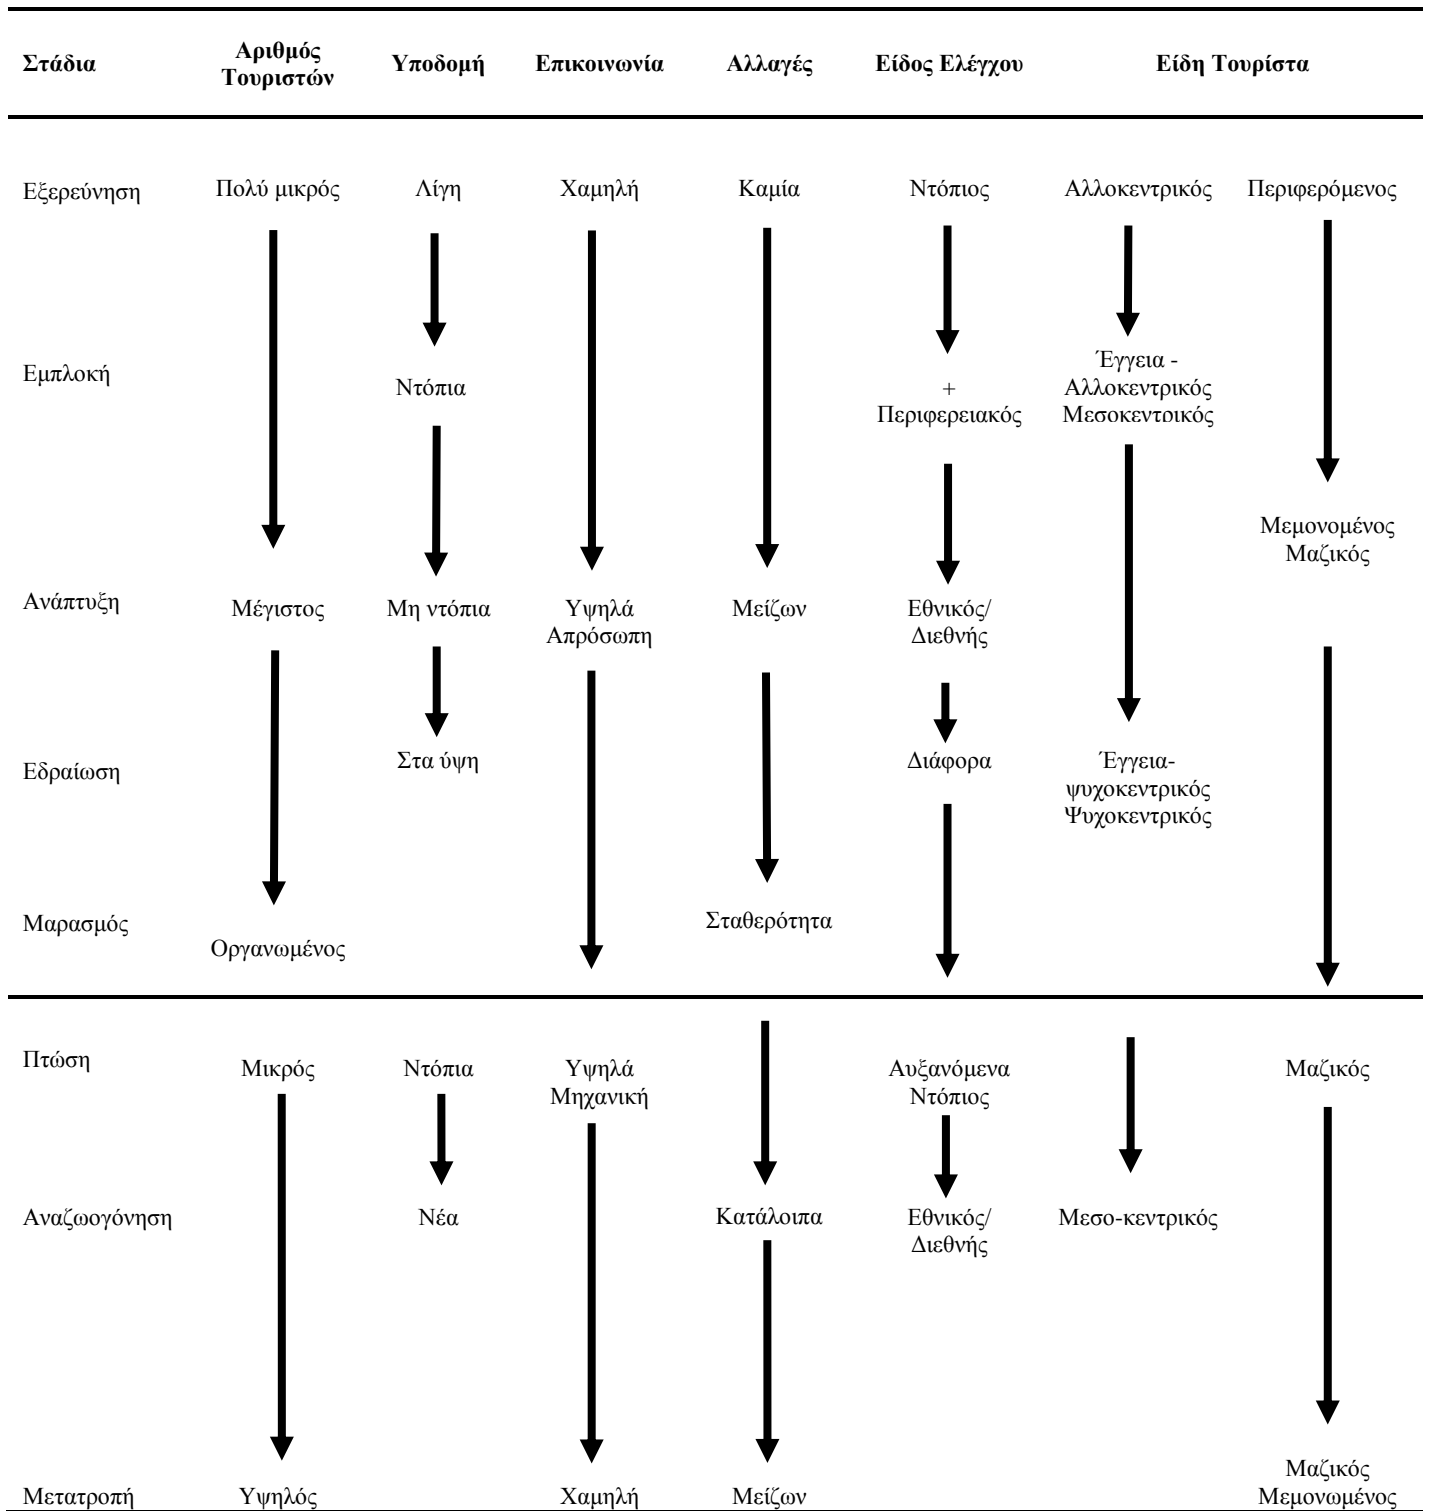 Στάδια Αριθμός Τουριστών Υποδομή Επικοινωνία Αλλαγές Είδος Ελέγχου Είδη Τουρίστα
Εξερεύνηση Πολύ μικρός Λίγη Χαμηλή Καμία Ντόπιος Αλλοκεντρικός Περιφερόμενος
Εμπλοκή
Ντόπια
+
Περιφερειακός
Έγγεια -
Αλλοκεντρικός
Μεσοκεντρικός
Μεμονομένος
Μαζικός
Ανάπτυξη Μέγιστος Μη ντόπια Υψηλά Μείζων Εθνικός/
Απρόσωπη Διεθνής
Εδραίωση Στα ύψη Διάφορα Έγγεια-
ψυχοκεντρικός
Ψυχοκεντρικός
Μαρασμός Σταθερότητα
Οργανωμένος
Πτώση Μικρός Ντόπια Υψηλά Αυξανόμενα Μαζικός
Μηχανική Ντόπιος
Αναζωογόνηση Νέα Κατάλοιπα Εθνικός/ Μεσο-κεντρικός
Διεθνής
Μαζικός
Μετατροπή Υψηλός Χαμηλή Μείζων Μεμονωμένος